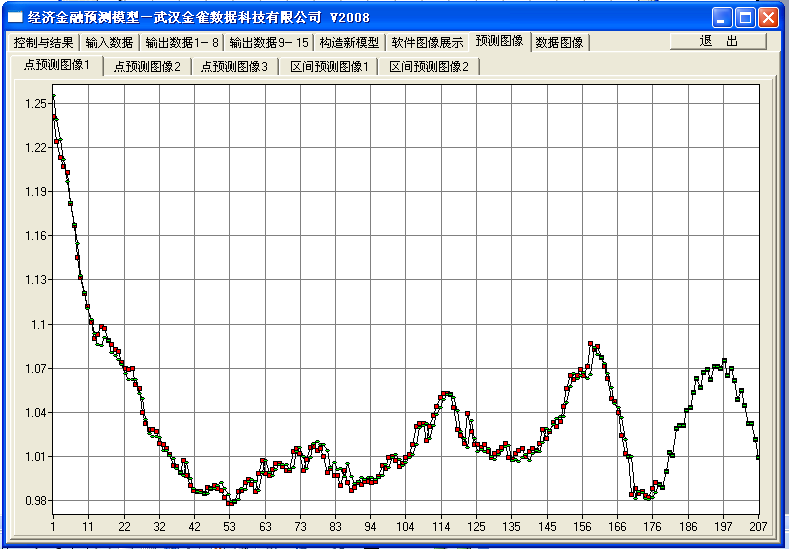 经济金融预测模型—武汉金雀数据科技有限公司 V2008
控制与结果 输入数据 输出数据1-8 输出数据9-15 构造新模型 软件图像展示 预测图像 数据图像 退 出
点预测图像1 点预测图像2 点预测图像3 区间预测图像1 区间预测图像2
1.25
1.22
1.19
1.16
1.13
1.1
1.07
1.04
1.01
0.98
1 11 22 32 42 53 63 73 83 94 104 114 125 135 145 156 166 176 186 197 207